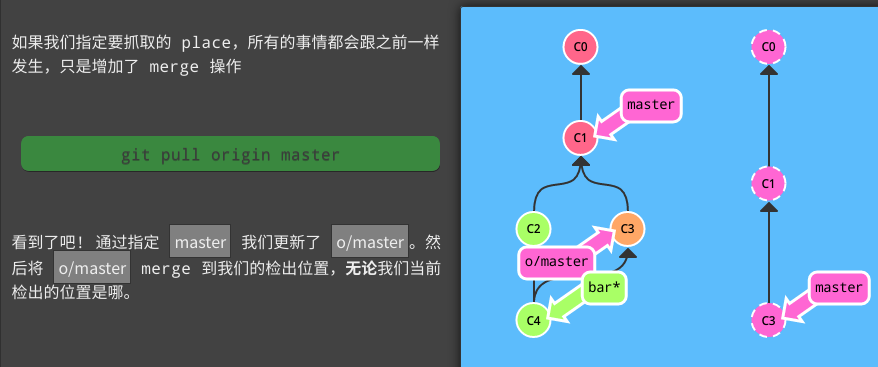 如果我们指定要抓取的 place，所有的事情都会跟之前一样
发生，只是增加了 merge 操作
git pull origin master
看到了吧！通过指定 master 我们更新了 o/master。然
后将 o/master merge 到我们的检出位置，无论我们当前
检出的位置是哪。
C0
master
C1
C2
C3
o/master
bar*
C4
C0
C1
master
C3